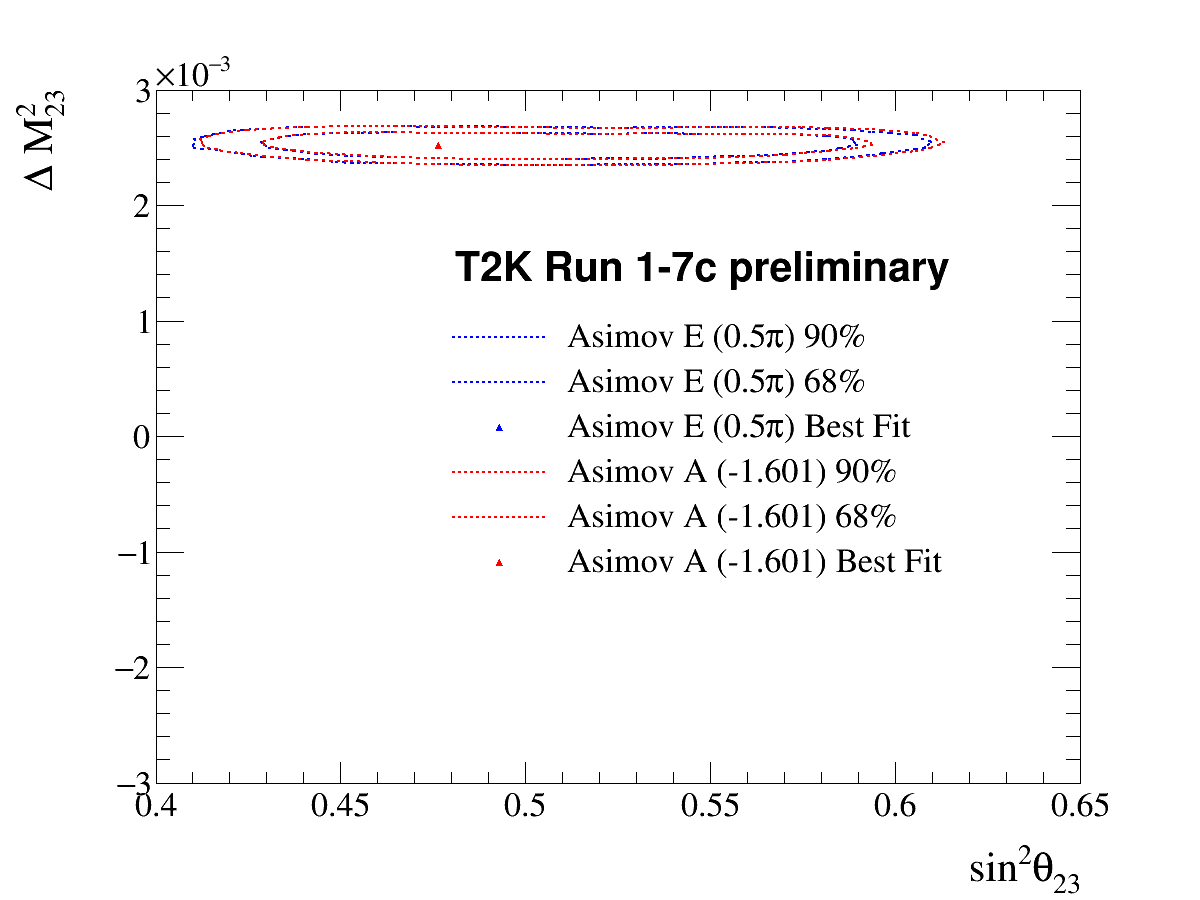 ×10⁻³
Δ M²₂₃
3
2
1
0
−1
−2
−3
T2K Run 1-7c preliminary
Asimov E (0.5π) 90%
Asimov E (0.5π) 68%
Asimov E (0.5π) Best Fit
Asimov A (-1.601) 90%
Asimov A (-1.601) 68%
Asimov A (-1.601) Best Fit
0.4 0.45 0.5 0.55 0.6 0.65
sin²θ₂₃